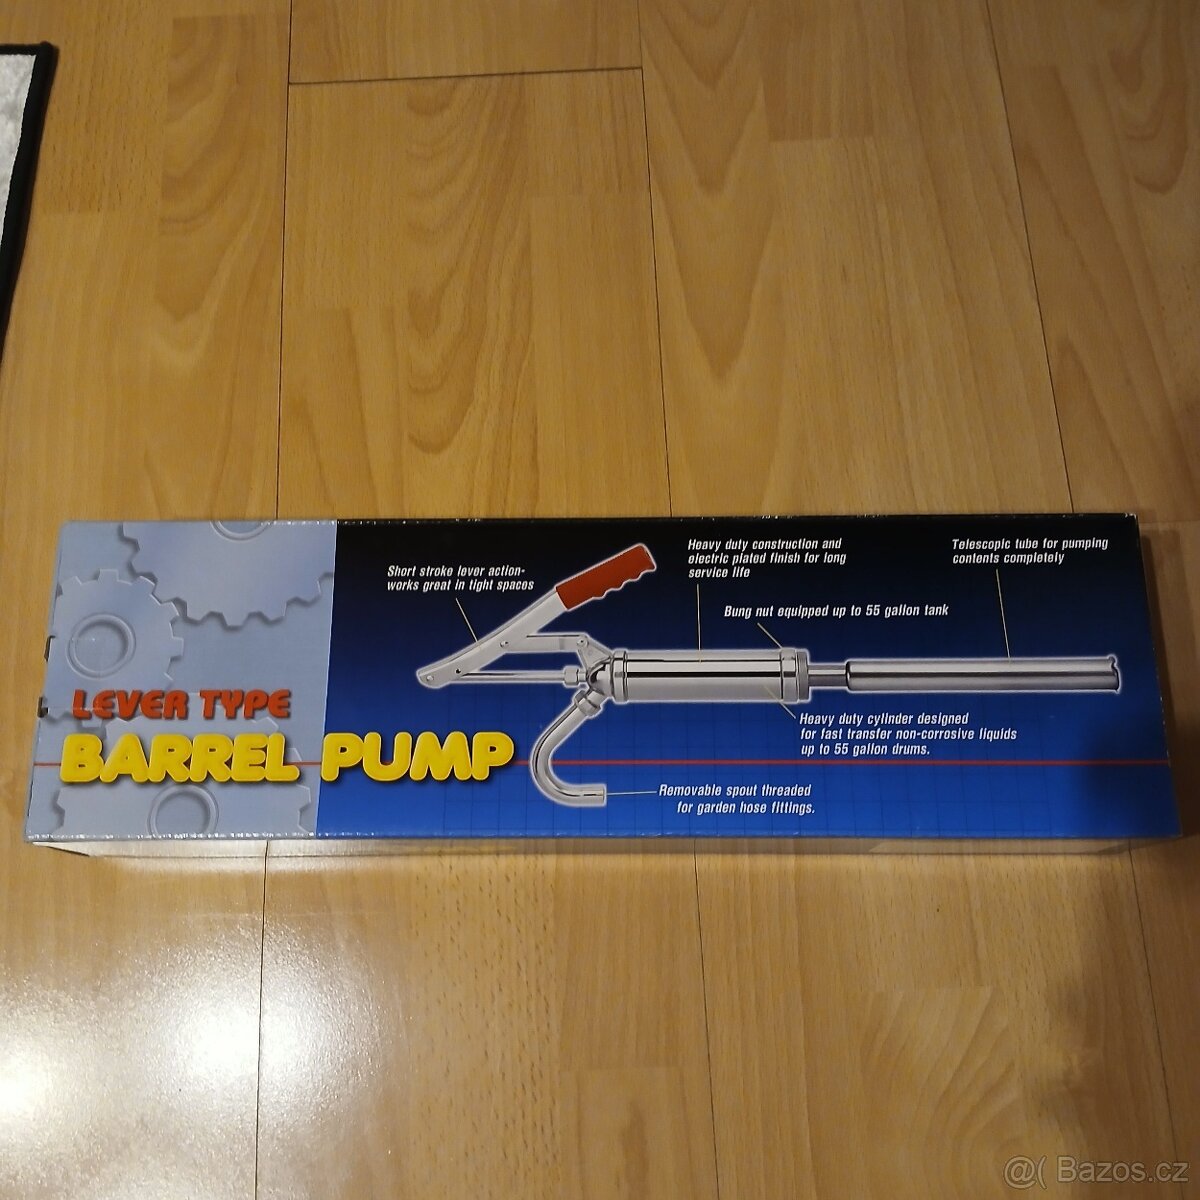 Short stroke lever action-
works great in tight spaces
Heavy duty construction and
electric plated finish for long
service life
Telescopic tube for pumping
contents completely
Bung nut equipped up to 55 gallon tank
LEVER TYPE
BARREL PUMP
Heavy duty cylinder designed
for fast transfer non-corrosive liquids
up to 55 gallon drums.
Removable spout threaded
for garden hose fittings.
@( Bazos.cz